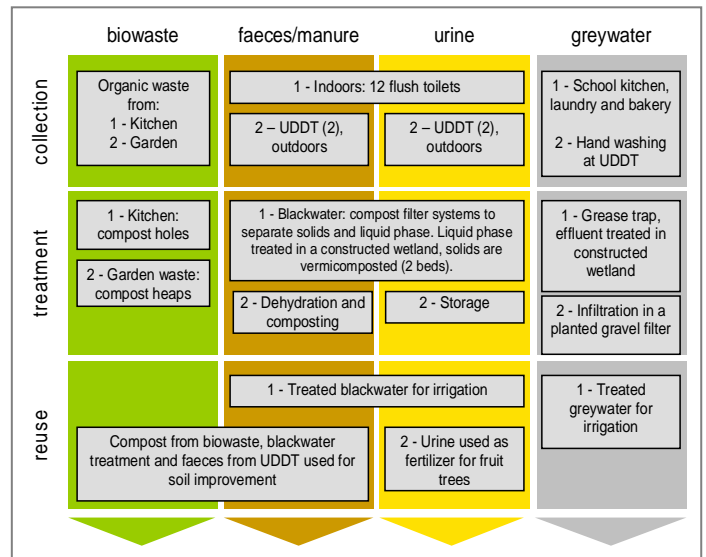 biowaste
faeces/manure
urine
greywater
collection
Organic waste
from:
1 - Kitchen
2 - Garden
1 - Indoors: 12 flush toilets
2 – UDDT (2),
outdoors
2 – UDDT (2),
outdoors
1 - School kitchen,
laundry and bakery
2 - Hand washing
at UDDT
treatment
1 - Kitchen:
compost holes
2 - Garden waste:
compost heaps
1 - Blackwater: compost filter systems to
separate solids and liquid phase. Liquid phase
treated in a constructed wetland, solids are
vermicomposted (2 beds).
2 - Dehydration and
composting
2 - Storage
1 - Grease trap,
effluent treated in
constructed
wetland
2 - Infiltration in a
planted gravel filter
reuse
1 - Treated blackwater for irrigation
Compost from biowaste, blackwater
treatment and faeces from UDDT used for
soil improvement
2 - Urine used as
fertilizer for fruit
trees
1 - Treated
greywater for
irrigation